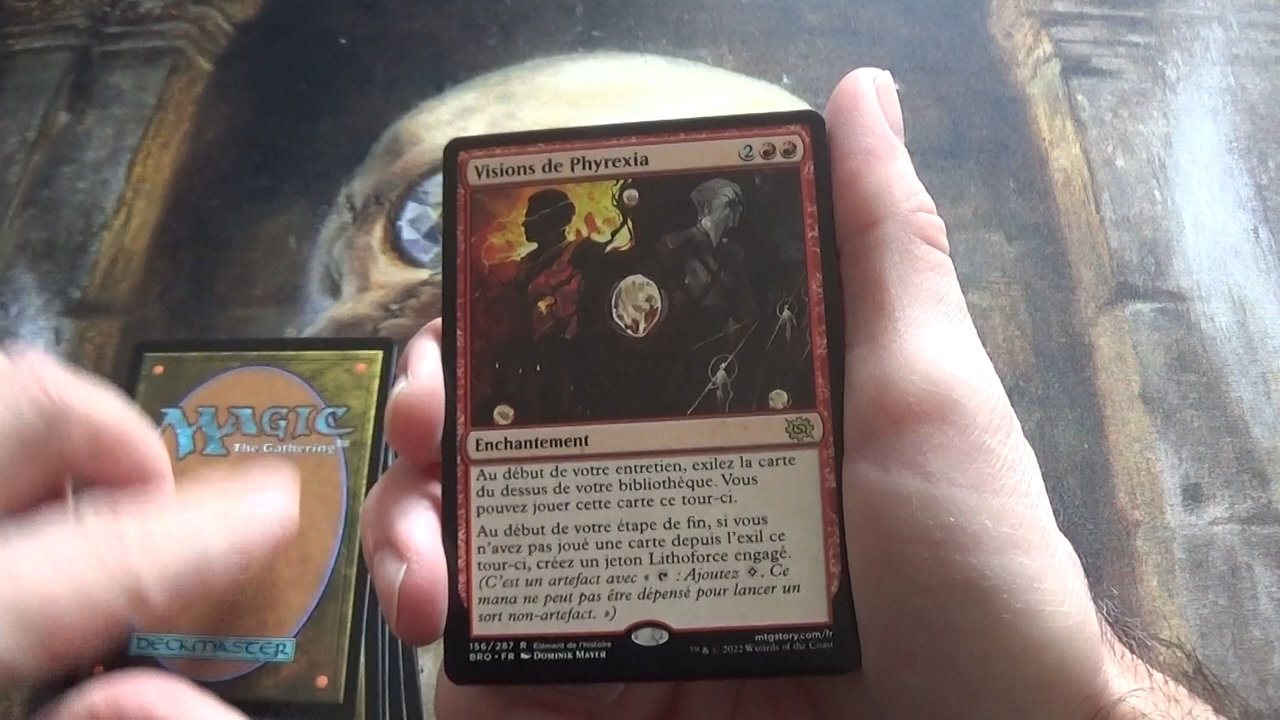 Visions de Phyrexia 2
Enchantement
Au début de votre entretien, exilez la carte
du dessus de votre bibliothèque. Vous
pouvez jouer cette carte ce tour-ci.
Au début de votre étape de fin, si vous
n'avez pas joué une carte depuis l'exil ce
tour-ci, créez un jeton Lithoforce engagé.
(C'est un artefact avec « : Ajoutez . Ce
mana ne peut pas être dépensé pour lancer un
sort non-artefact. »)
156/287 R Élément de l'histoire
BRO • FR Dominik Mayer
mtgstory.com/fr
™ & © 2022 Wizards of the Coast
MAGIC
The Gathering
DECKMASTER